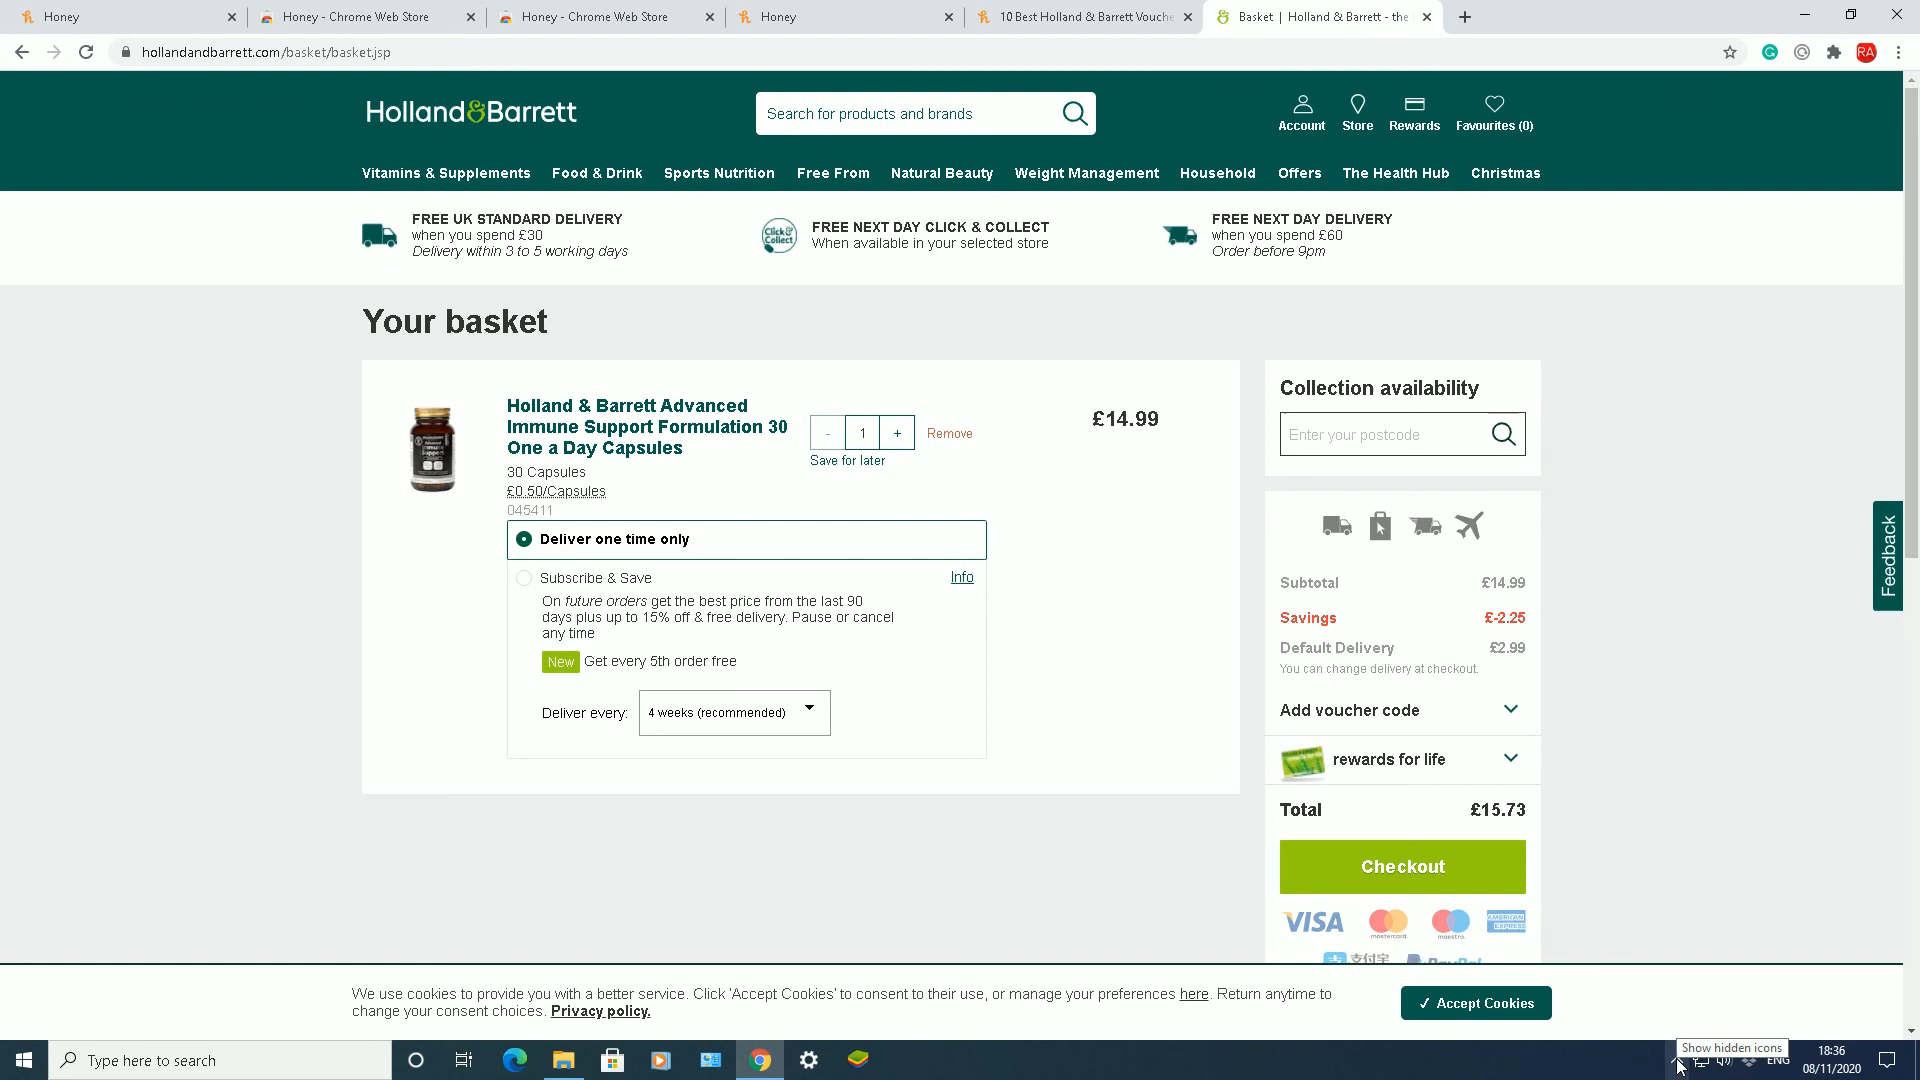 Honey
Honey - Chrome Web Store
Honey - Chrome Web Store
Honey
10 Best Holland & Barrett Vouche
Basket | Holland & Barrett - the
hollandandbarrett.com/basket/basket.jsp
RA
Holland&Barrett
Search for products and brands
Account
Store
Rewards
Favourites (0)
Vitamins & Supplements
Food & Drink
Sports Nutrition
Free From
Natural Beauty
Weight Management
Household
Offers
The Health Hub
Christmas
FREE UK STANDARD DELIVERY
when you spend £30
Delivery within 3 to 5 working days
Click & Collect
FREE NEXT DAY CLICK & COLLECT
When available in your selected store
FREE NEXT DAY DELIVERY
when you spend £60
Order before 9pm
Your basket
Holland & Barrett Advanced
Immune Support Formulation 30
One a Day Capsules
30 Capsules
£0.50/Capsules
045411
- 1 +
Remove
Save for later
£14.99
Deliver one time only
Subscribe & Save
Info
On future orders get the best price from the last 90
days plus up to 15% off & free delivery. Pause or cancel
any time
New Get every 5th order free
Deliver every: 4 weeks (recommended)
Collection availability
Enter your postcode
Subtotal £14.99
Savings £-2.25
Default Delivery £2.99
You can change delivery at checkout.
Add voucher code
rewards for life
Total £15.73
Checkout
VISA
mastercard.
maestro.
AMERICAN EXPRESS
支付宝
PayPal
Feedback
We use cookies to provide you with a better service. Click 'Accept Cookies' to consent to their use, or manage your preferences here. Return anytime to
change your consent choices. Privacy policy.
✓ Accept Cookies
Type here to search
Show hidden icons
ENG
18:36
08/11/2020